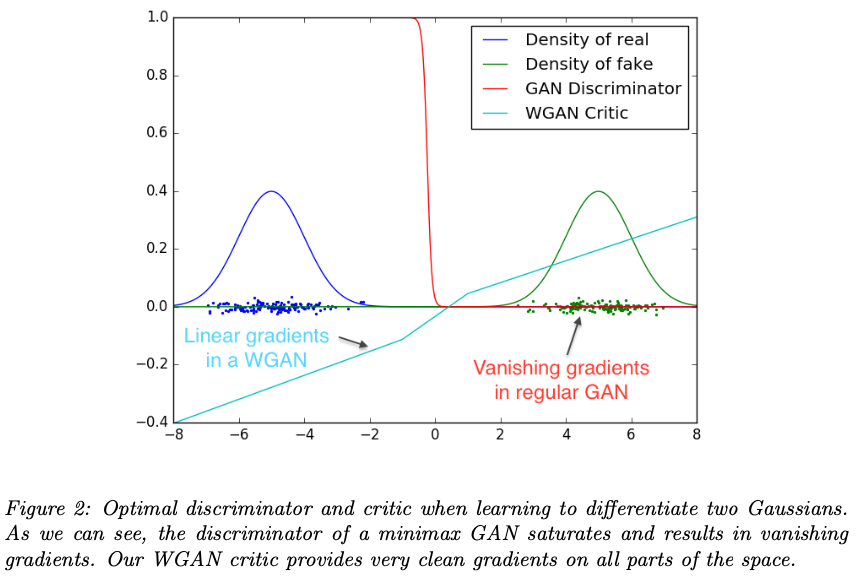 1.0
Density of real
Density of fake
GAN Discriminator
WGAN Critic
0.8
0.6
0.4
0.2
0.0
Linear gradients
in a WGAN
Vanishing gradients
in regular GAN
−0.2
−0.4
−8 −6 −4 −2 0 2 4 6 8
Figure 2: Optimal discriminator and critic when learning to differentiate two Gaussians.
As we can see, the discriminator of a minimax GAN saturates and results in vanishing
gradients. Our WGAN critic provides very clean gradients on all parts of the space.